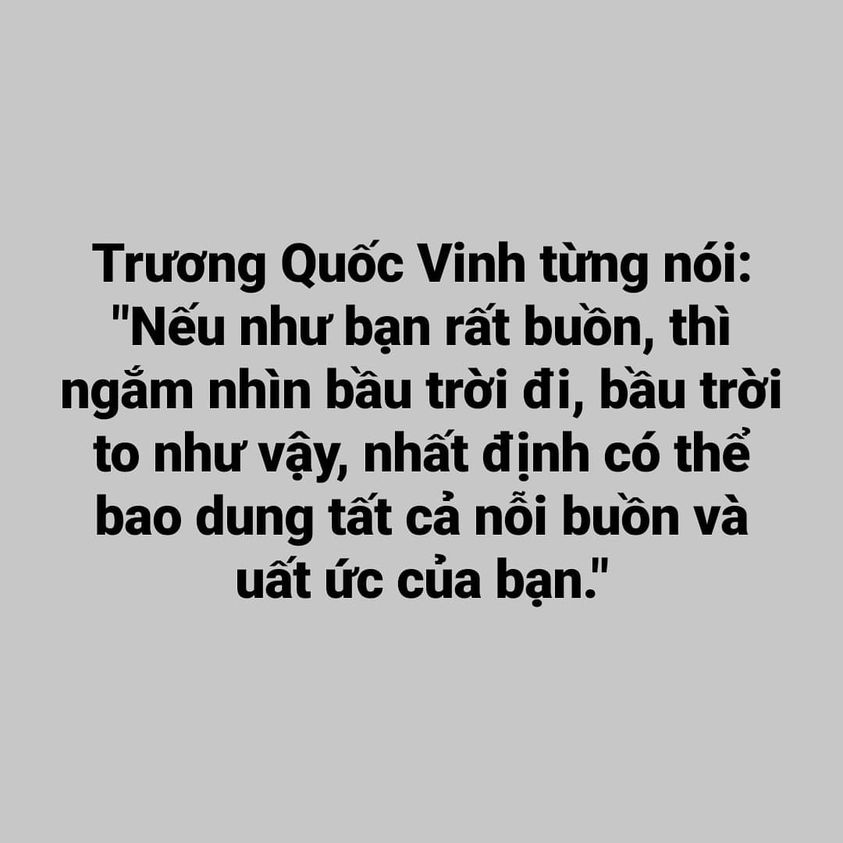 Trương Quốc Vinh từng nói:
"Nếu như bạn rất buồn, thì
ngắm nhìn bầu trời đi, bầu trời
to như vậy, nhất định có thể
bao dung tất cả nỗi buồn và
uất ức của bạn."